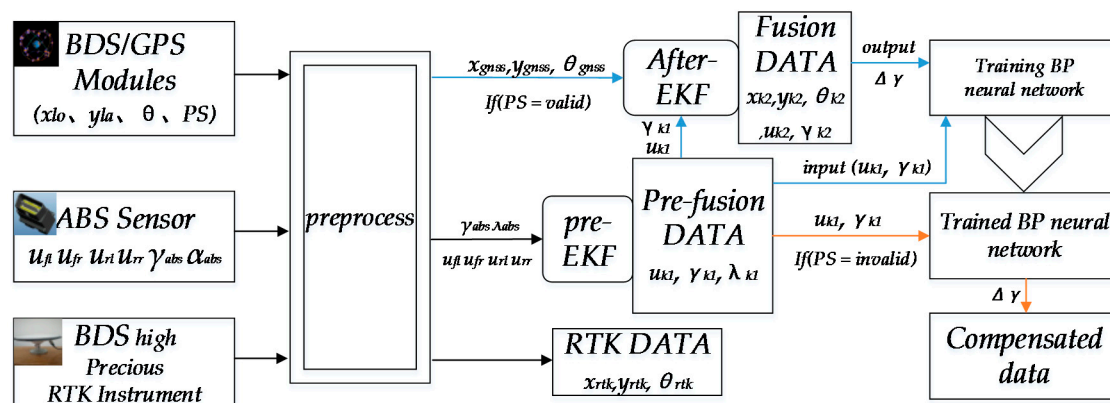 BDS/GPS
Modules
(xlo、 yla、 θ、 PS)
ABS Sensor
ufl ufr url urr γabs αabs
BDS high
Precious
RTK Instrument
preprocess
xgnss,ygnss, θgnss
If(PS = valid)
γabs λabs
ufl ufr url urr
After-
EKF
γk1
uk1
pre-
EKF
Fusion
DATA
xk2,yk2, θk2
,uk2, γk2
Pre-fusion
DATA
uk1, γk1, λk1
RTK DATA
xrtk,yrtk, θrtk
output
Δγ
input (uk1, γk1)
uk1, γk1
If(PS = invalid)
Training BP
neural network
Trained BP neural
network
Δγ
Compensated
data